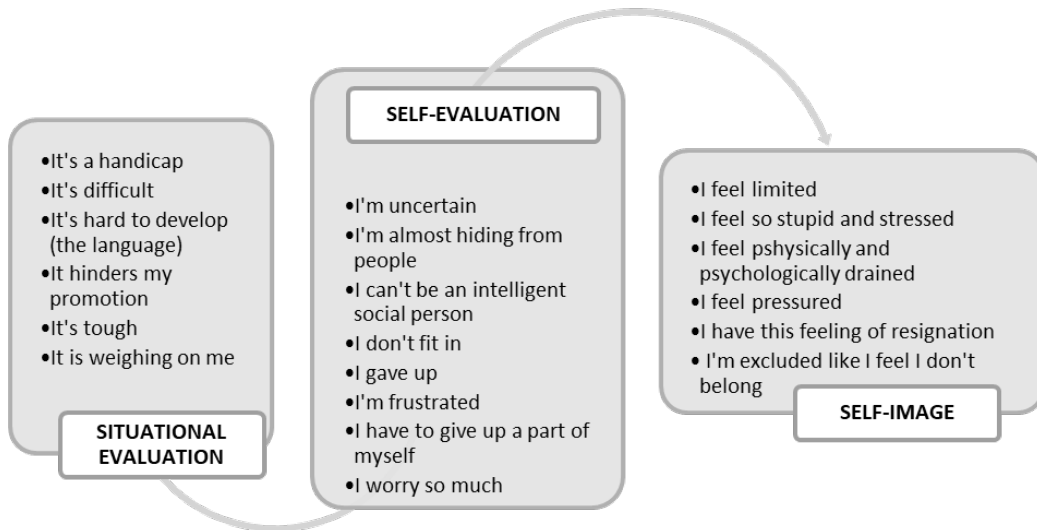 •It's a handicap
•It's difficult
•It's hard to develop
(the language)
•It hinders my
promotion
•It's tough
•It is weighing on me
SITUATIONAL
EVALUATION
SELF-EVALUATION
•I'm uncertain
•I'm almost hiding from
people
•I can't be an intelligent
social person
•I don't fit in
•I gave up
•I'm frustrated
•I have to give up a part of
myself
•I worry so much
•I feel limited
•I feel so stupid and stressed
•I feel pshysically and
psychologically drained
•I feel pressured
•I have this feeling of resignation
• I'm excluded like I feel I don't
belong
SELF-IMAGE